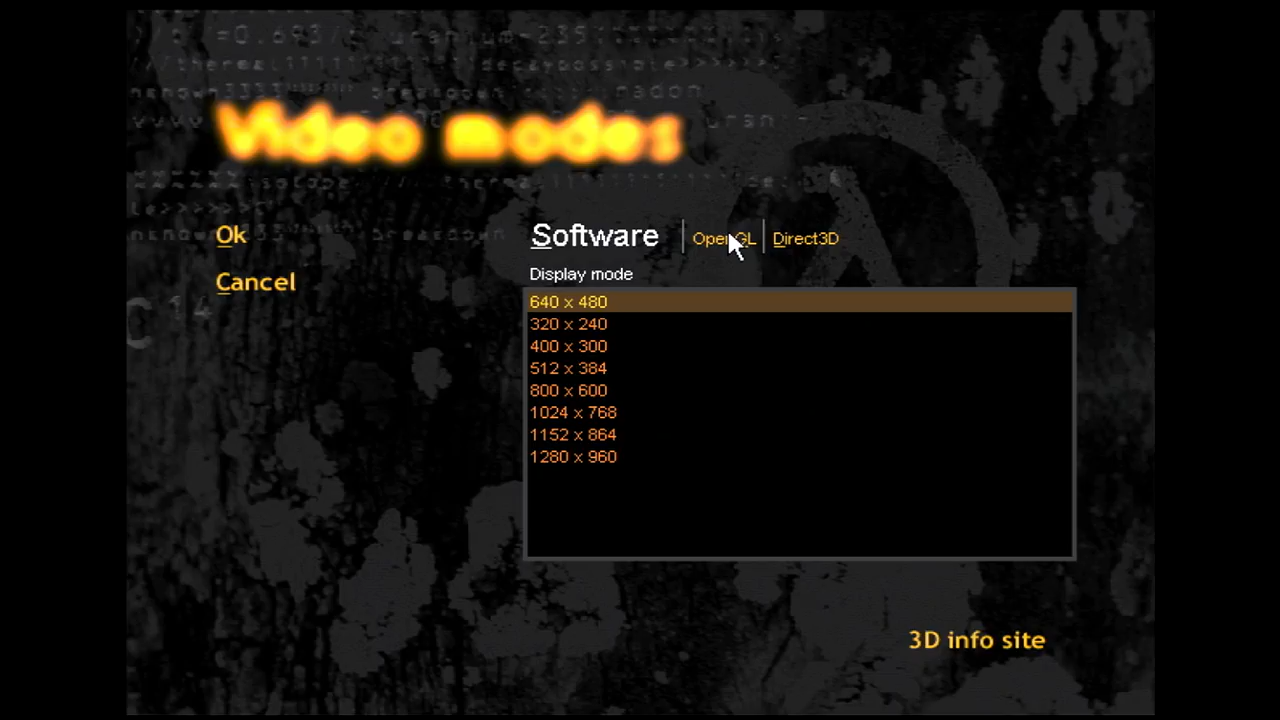 Video modes
Ok
Cancel
Software
OpenGL
Direct3D
Display mode
640 x 480
320 x 240
400 x 300
512 x 384
800 x 600
1024 x 768
1152 x 864
1280 x 960
3D info site
C 14